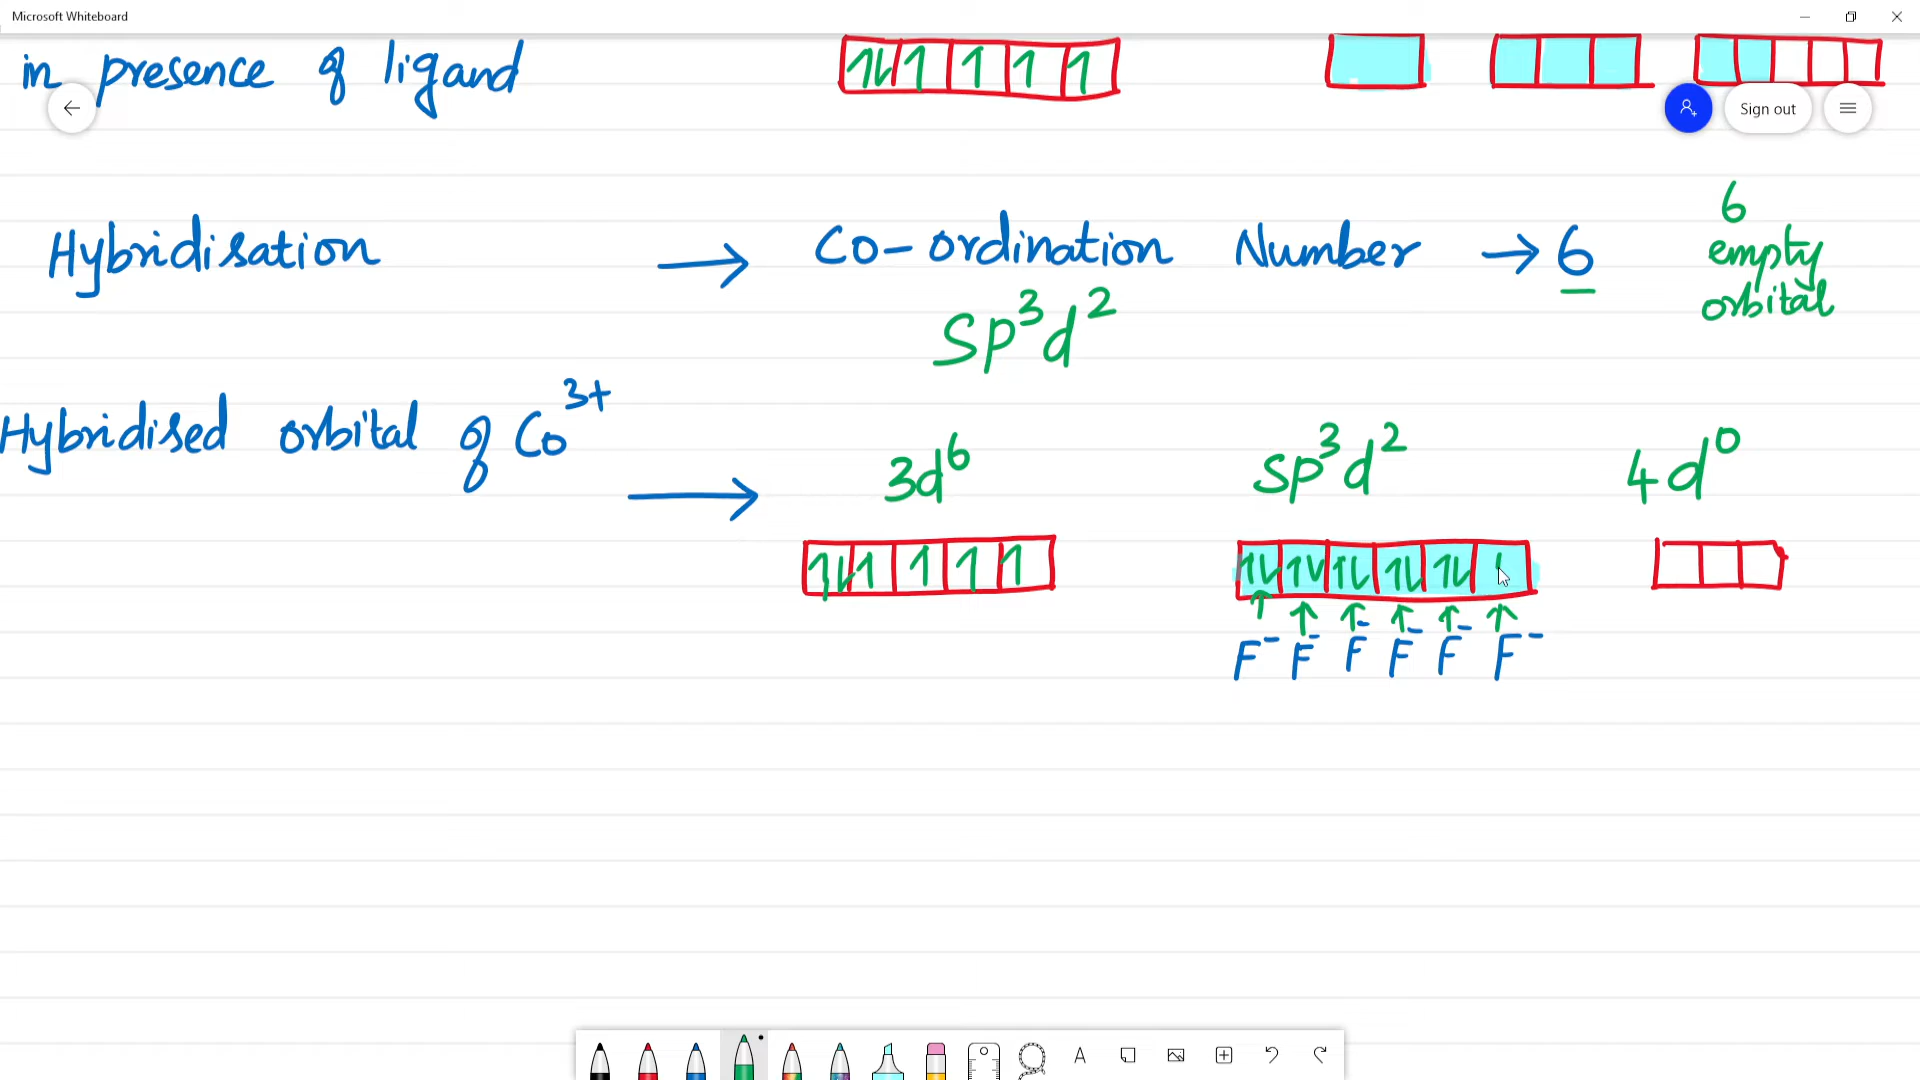 Microsoft Whiteboard
in presence of ligand
Sign out
Hybridisation → Co-ordination Number → 6
6 empty orbital
sp³d²
Hybridised orbital of Co³⁺ →
3d⁶ sp³d² 4d⁰
F⁻ F⁻ F⁻ F⁻ F⁻ F⁻